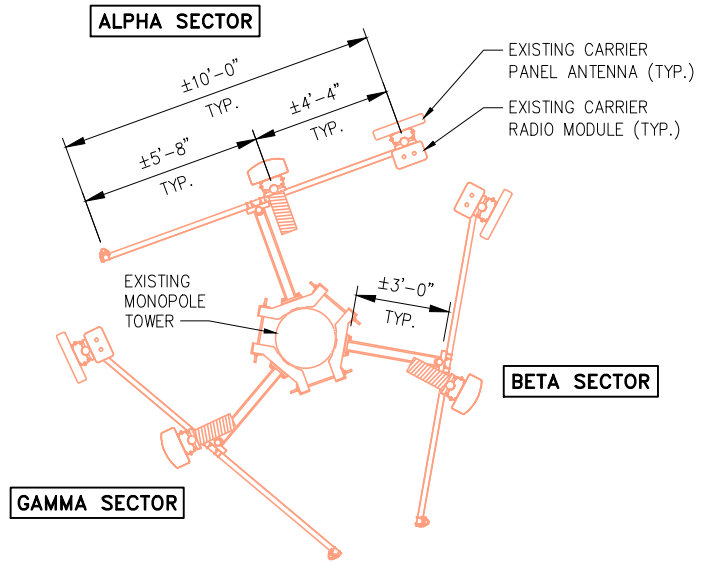 ALPHA SECTOR
±10'-0"
TYP.
±4'-4"
TYP.
±5'-8"
TYP.
EXISTING CARRIER
PANEL ANTENNA (TYP.)
EXISTING CARRIER
RADIO MODULE (TYP.)
EXISTING
MONOPOLE
TOWER
±3'-0"
TYP.
BETA SECTOR
GAMMA SECTOR